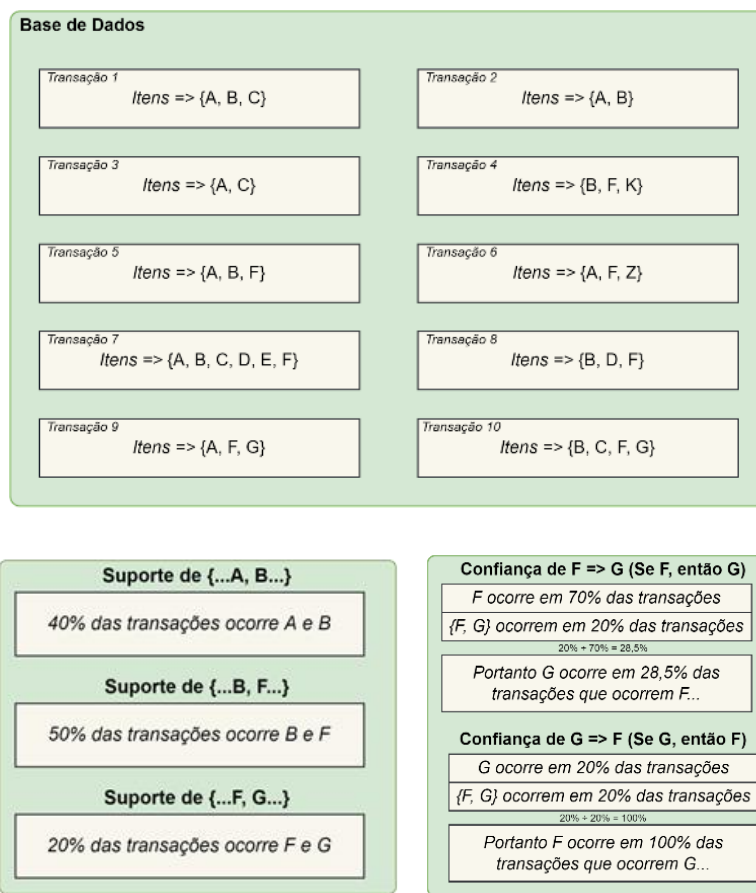 Base de Dados
Transação 1
Itens => {A, B, C}
Transação 2
Itens => {A, B}
Transação 3
Itens => {A, C}
Transação 4
Itens => {B, F, K}
Transação 5
Itens => {A, B, F}
Transação 6
Itens => {A, F, Z}
Transação 7
Itens => {A, B, C, D, E, F}
Transação 8
Itens => {B, D, F}
Transação 9
Itens => {A, F, G}
Transação 10
Itens => {B, C, F, G}
Suporte de {...A, B...}
40% das transações ocorre A e B
Suporte de {...B, F...}
50% das transações ocorre B e F
Suporte de {...F, G...}
20% das transações ocorre F e G
Confiança de F => G (Se F, então G)
F ocorre em 70% das transações
{F, G} ocorrem em 20% das transações
20% ÷ 70% = 28,5%
Portanto G ocorre em 28,5% das
transações que ocorrem F...
Confiança de G => F (Se G, então F)
G ocorre em 20% das transações
{F, G} ocorrem em 20% das transações
20% ÷ 20% = 100%
Portanto F ocorre em 100% das
transações que ocorrem G...